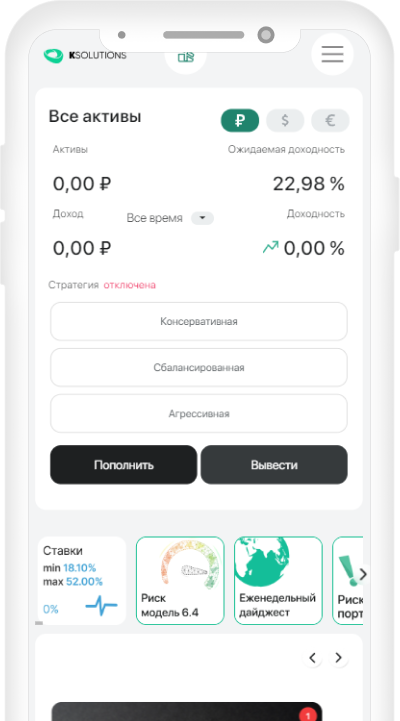 KSOLUTIONS
Все активы
₽ $ €
Активы Ожидаемая доходность
0,00 ₽ 22,98 %
Доход Все время Доходность
0,00 ₽ 0,00 %
Стратегия отключена
Консервативная
Сбалансированная
Агрессивная
Пополнить Вывести
Ставки
min 18.10%
max 52.00%
0%
Риск
модель 6.4
Еженедельный
дайджест
Риск
порт
1